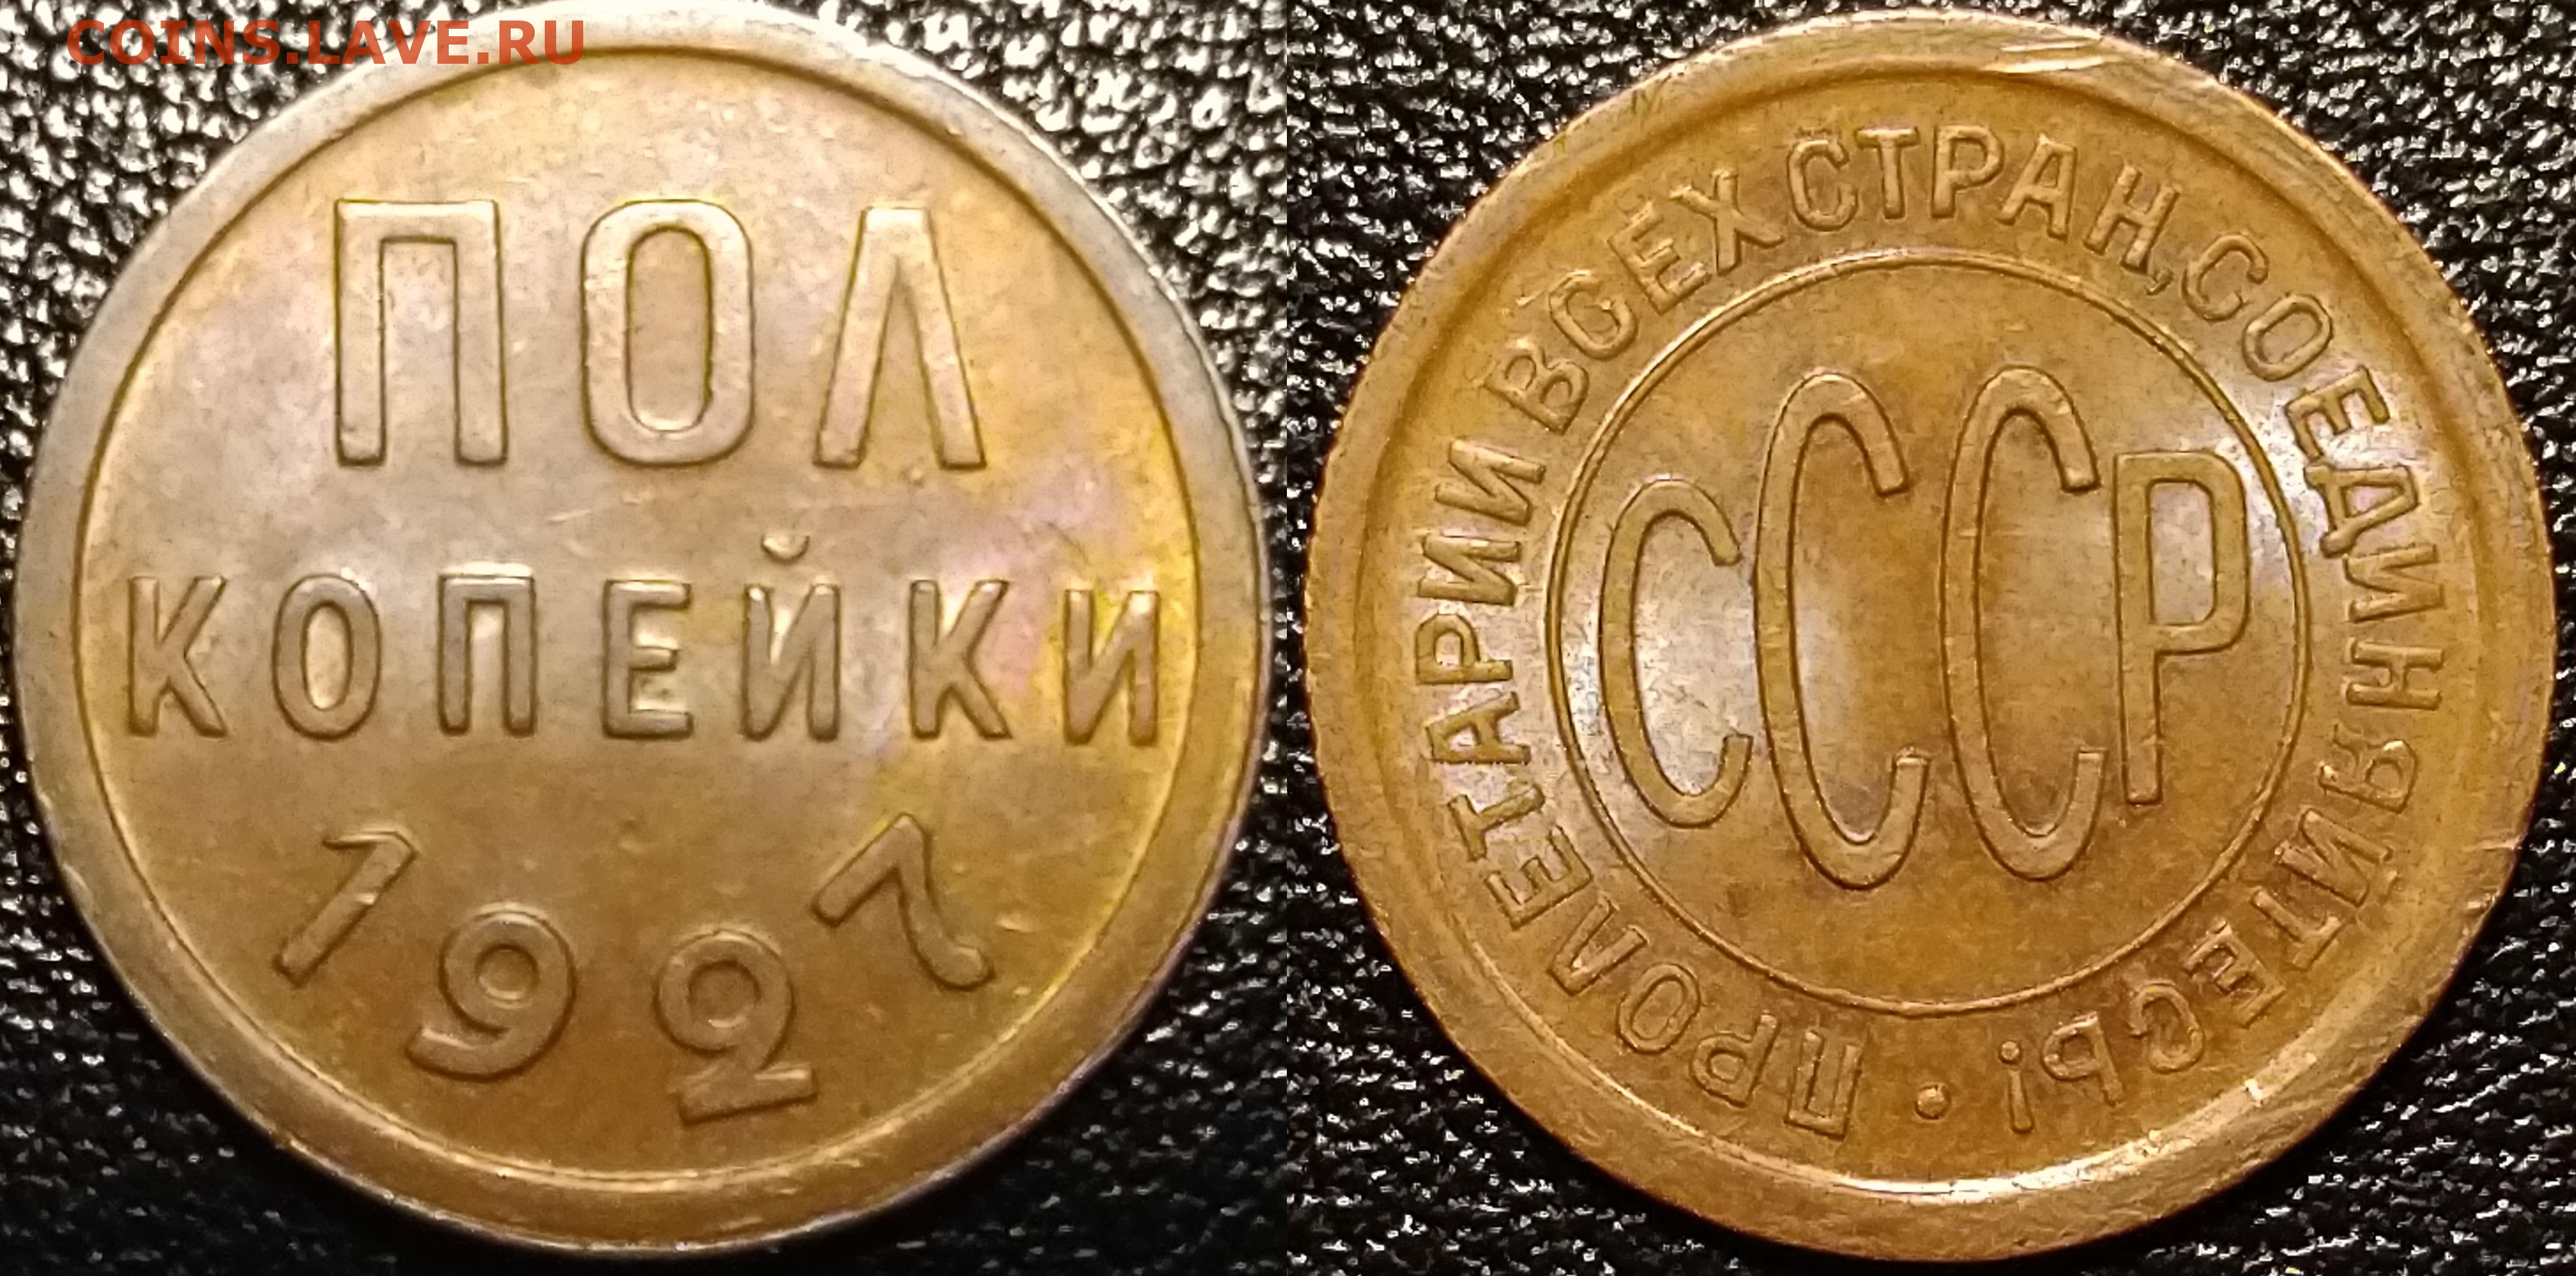 COINS.LAVE.RU
ПОЛ
КОПЕЙКИ
1927
ПРОЛЕТАРИИ ВСЕХ СТРАН, СОЕДИНЯЙТЕСЬ!
СССР